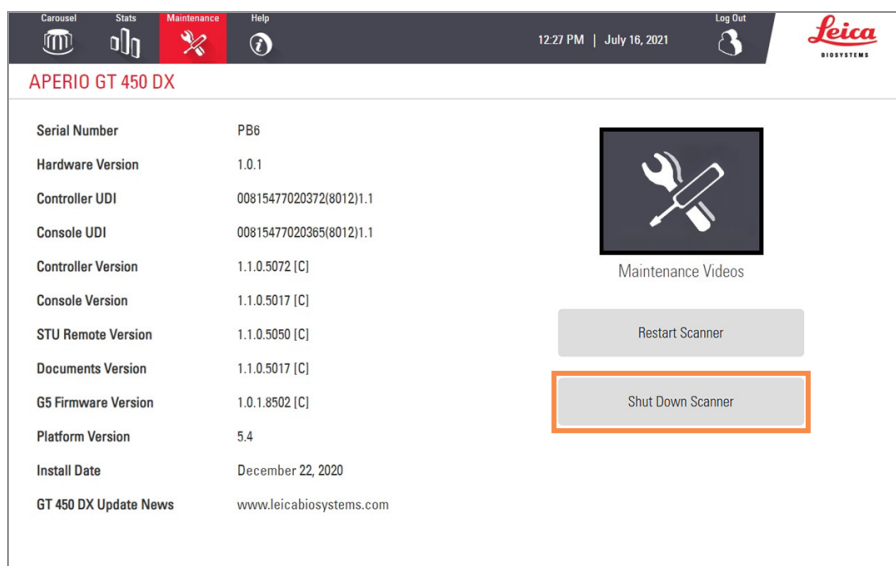 Carousel Stats Maintenance Help
12:27 PM | July 16, 2021
Log Out
Leica
BIOSYSTEMS
APERIO GT 450 DX
Serial Number PB6
Hardware Version 1.0.1
Controller UDI 00815477020372(8012)1.1
Console UDI 00815477020365(8012)1.1
Controller Version 1.1.0.5072 [C]
Console Version 1.1.0.5017 [C]
STU Remote Version 1.1.0.5050 [C]
Documents Version 1.1.0.5017 [C]
G5 Firmware Version 1.0.1.8502 [C]
Platform Version 5.4
Install Date December 22, 2020
GT 450 DX Update News www.leicabiosystems.com
Maintenance Videos
Restart Scanner
Shut Down Scanner